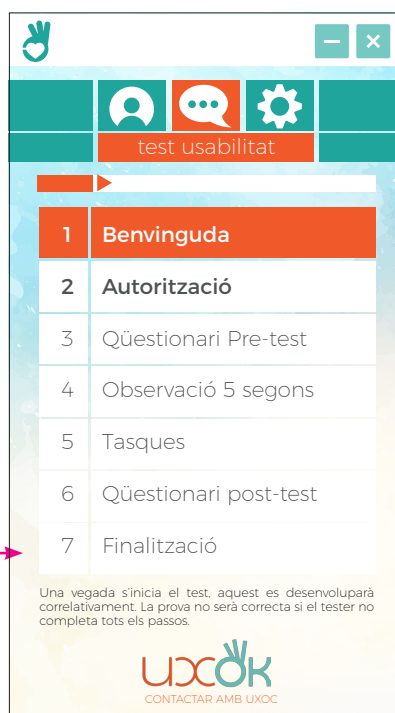 test usabilitat
1 Benvinguda
2 Autorització
3 Qüestionari Pre-test
4 Observació 5 segons
5 Tasques
6 Qüestionari post-test
7 Finalització
Una vegada s'inicia el test, aquest es desenvoluparà
correlativament. La prova no serà correcta si el tester no
completa tots els passos.
uxok
CONTACTAR AMB UXOC